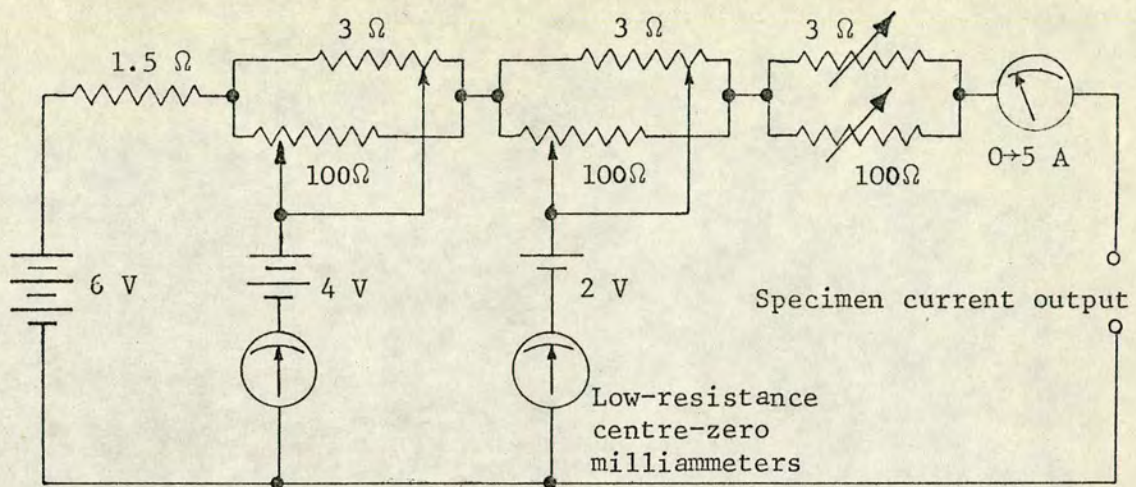 3 Ω
3 Ω
3 Ω
1.5 Ω
100Ω
100Ω
100Ω
0→5 A
6 V
4 V
2 V
Specimen current output
Low-resistance
centre-zero
milliammeters